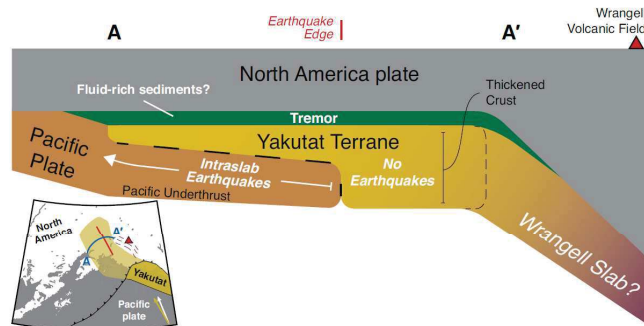 A
Earthquake
Edge
A′
Wrangell
Volcanic Field
North America plate
Fluid-rich sediments?
Thickened
Crust
Tremor
Yakutat Terrane
Pacific
Plate
Intraslab
Earthquakes
No
Earthquakes
Pacific Underthrust
Wrangell Slab?
North
America
A′
A
Yakutat
Pacific
plate